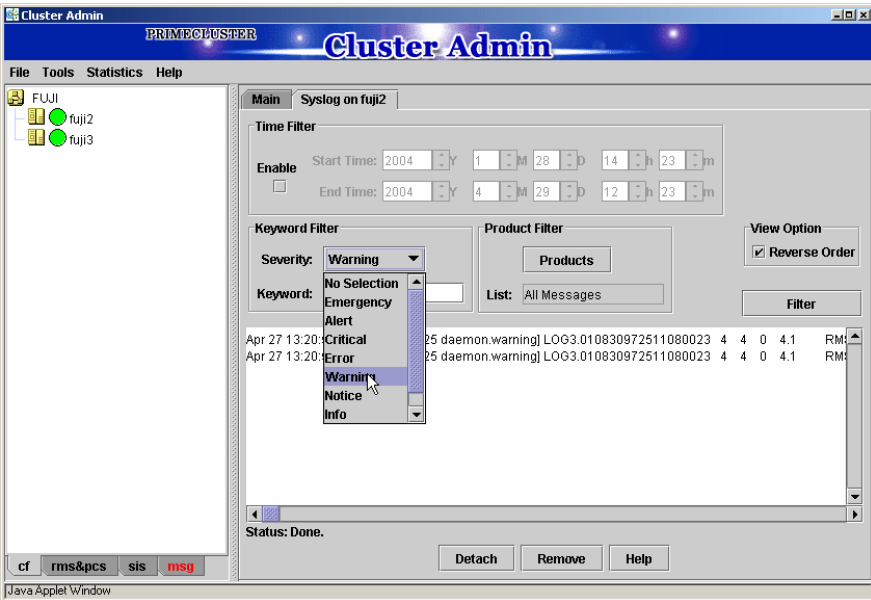 Cluster Admin
PRIMECLUSTER
Cluster Admin
File Tools Statistics Help
FUJI
fuji2
fuji3
Main Syslog on fuji2
Time Filter
Enable
Start Time: 2004 Y 1 M 28 D 14 h 23 m
End Time: 2004 Y 4 M 29 D 12 h 23 m
Keyword Filter
Severity: Warning
Keyword:
No Selection
Emergency
Alert
Critical
Error
Warning
Notice
Info
Product Filter
Products
List: All Messages
View Option
Reverse Order
Filter
Apr 27 13:20: 25 daemon.warning] LOG3.010830972511080023 4 4 0 4.1 RMS
Apr 27 13:20: 25 daemon.warning] LOG3.010830972511080023 4 4 0 4.1 RMS
Status: Done.
Detach Remove Help
cf rms&pcs sis msg
Java Applet Window